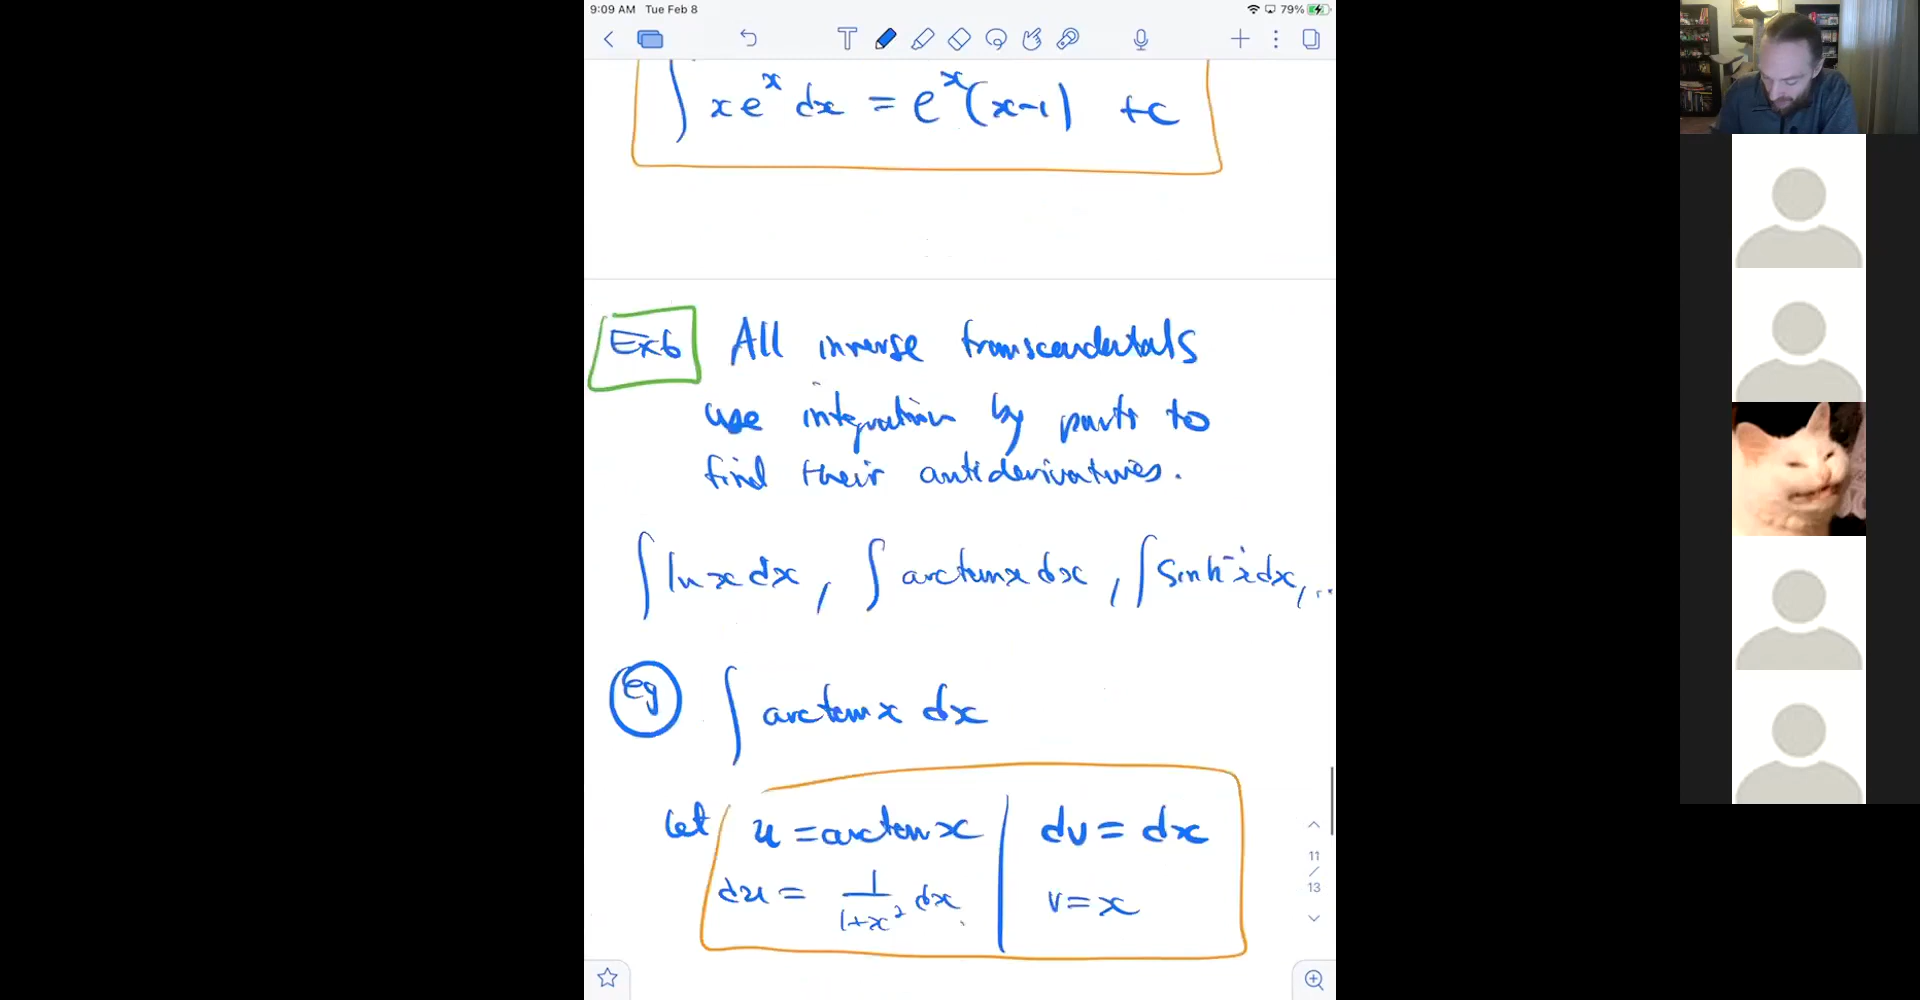 9:09 AM Tue Feb 8 79%
∫ x e^x dx = e^x (x-1) + c
Ex6 All inverse transcendentals
use integration by parts to
find their antiderivatives.
∫ ln x dx, ∫ arctan x dx, ∫ sinh⁻¹ x dx, ...
eg ∫ arctan x dx
Let u = arctan x | dv = dx
du = 1/(1+x²) dx | v = x
11
/
13